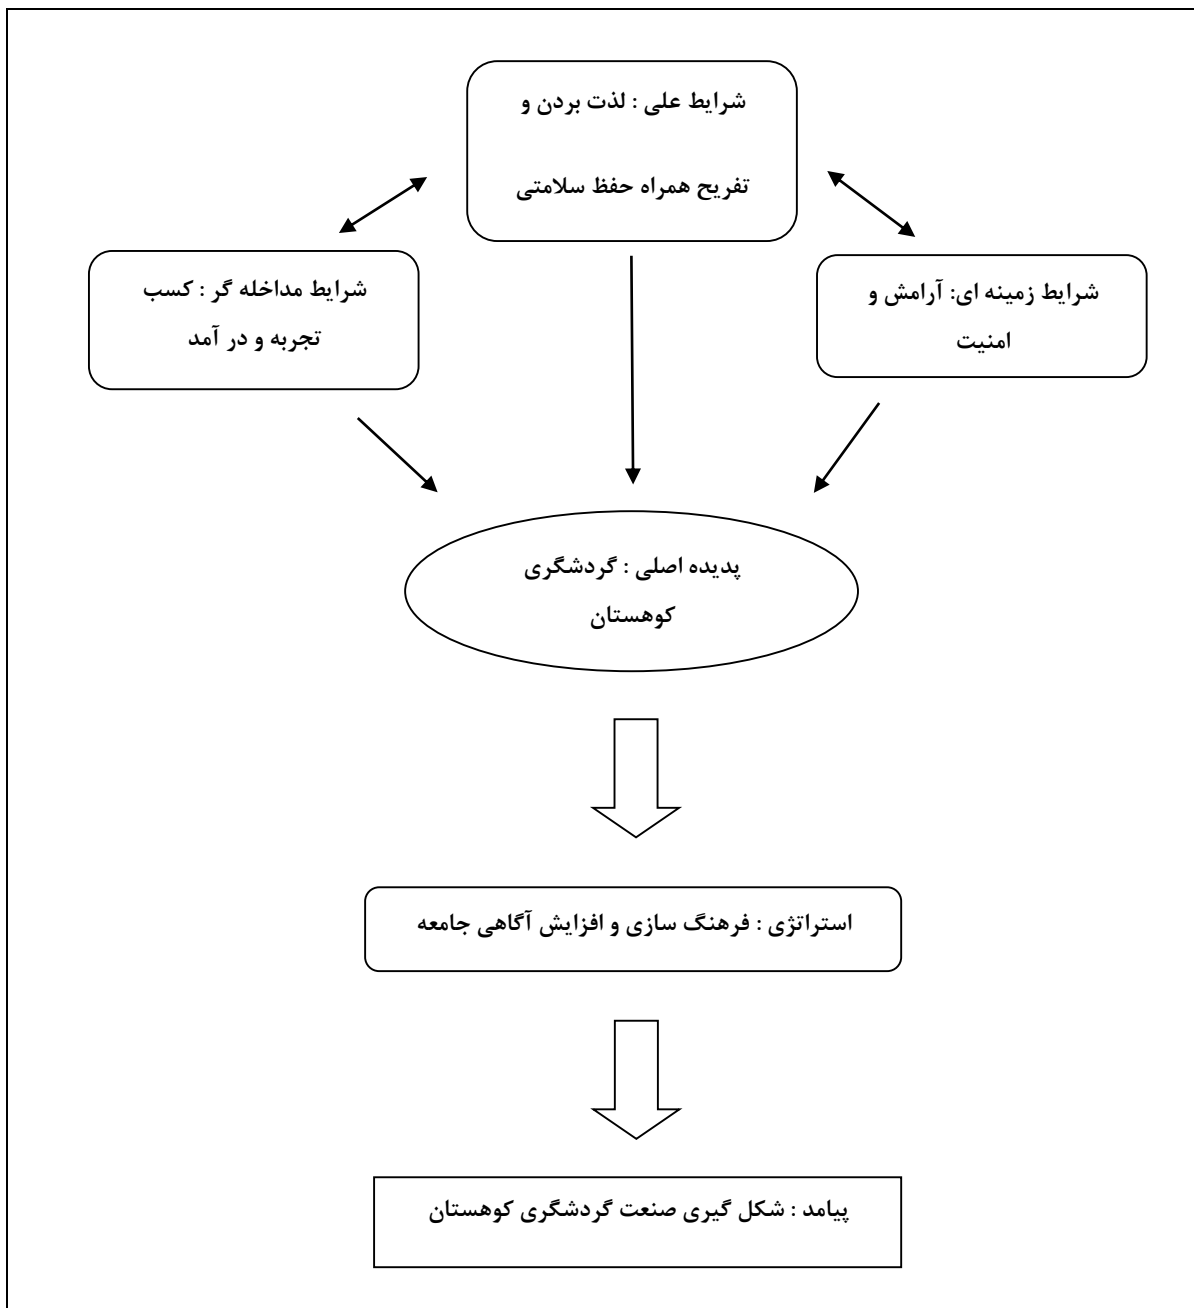 شرایط علی : لذت بردن و
تفریح همراه حفظ سلامتی
شرایط زمینه ای: آرامش و
امنیت
شرایط مداخله گر : کسب
تجربه و در آمد
پدیده اصلی : گردشگری
کوهستان
استراتژی : فرهنگ سازی و افزایش آگاهی جامعه
پیامد : شکل گیری صنعت گردشگری کوهستان